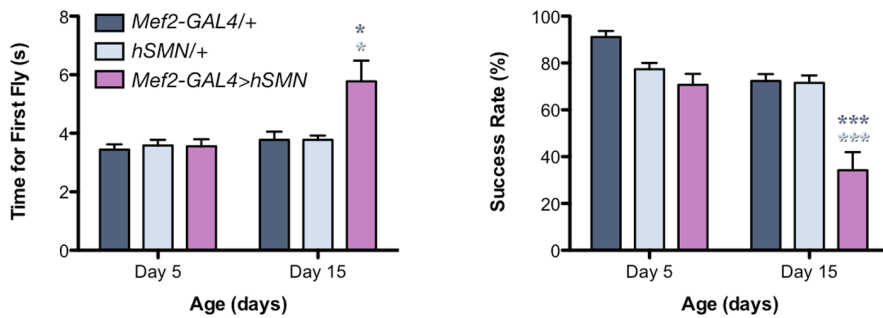 Time for First Fly (s)
8
6
4
2
0
Mef2-GAL4/+
hSMN/+
Mef2-GAL4>hSMN
*
*
Day 5
Day 15
Age (days)
Success Rate (%)
100
80
60
40
20
0
***
***
Day 5
Day 15
Age (days)